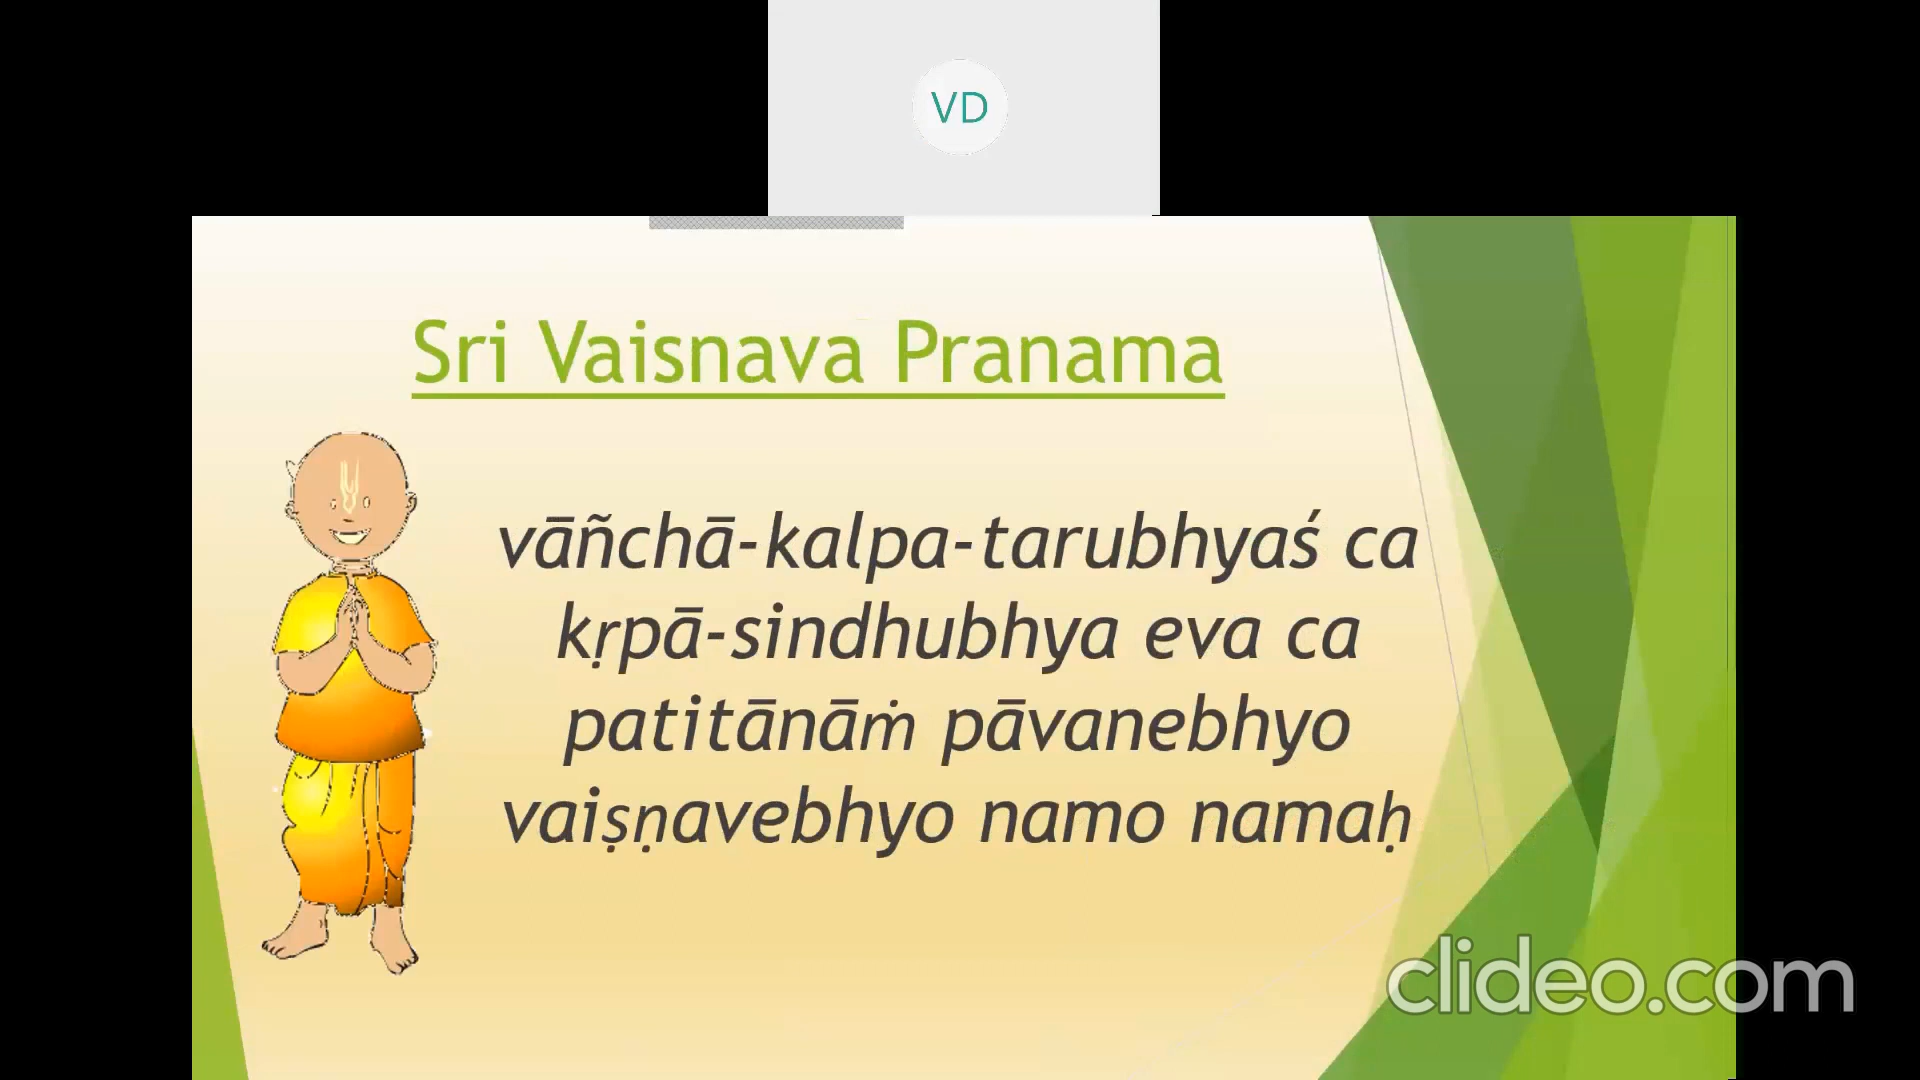 VD
Sri Vaisnava Pranama
vāñchā-kalpa-tarubhyaś ca
kṛpā-sindhubhya eva ca
patitānāṁ pāvanebhyo
vaiṣṇavebhyo namo namaḥ
clideo.com